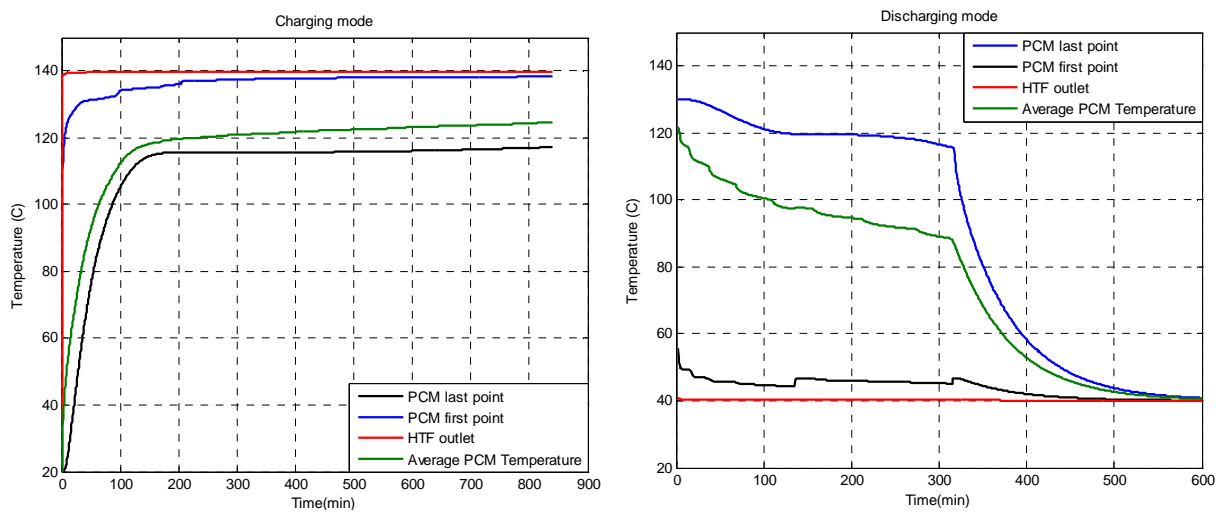 Charging mode
140
120
100
80
60
40
20
Temperature (C)
0
100
200
300
400
500
600
700
800
900
Time(min)
PCM last point
PCM first point
HTF outlet
Average PCM Temperature
Discharging mode
140
120
100
80
60
40
20
Temperature (C)
0
100
200
300
400
500
600
Time(min)
PCM last point
PCM first point
HTF outlet
Average PCM Temperature